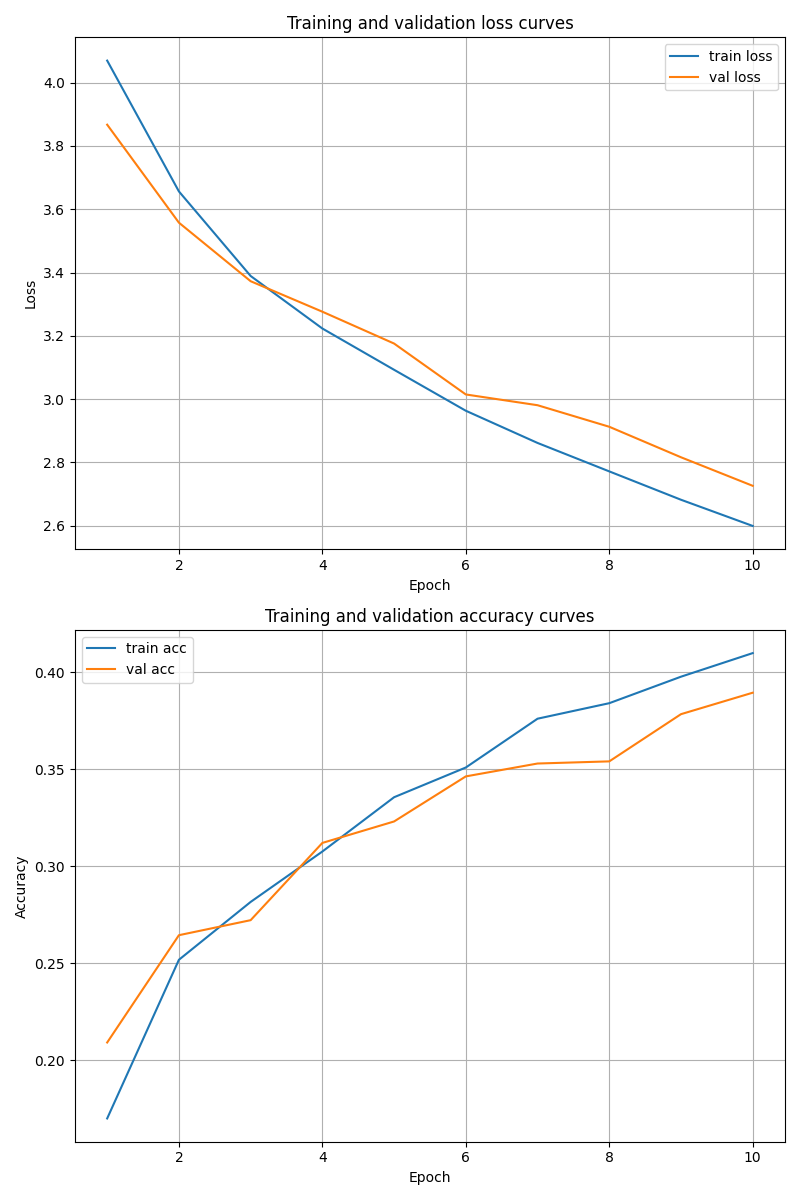 Training and validation loss curves
train loss
val loss
4.0
3.8
3.6
3.4
3.2
3.0
2.8
2.6
Loss
2 4 6 8 10
Epoch
Training and validation accuracy curves
train acc
val acc
0.40
0.35
0.30
0.25
0.20
Accuracy
2 4 6 8 10
Epoch